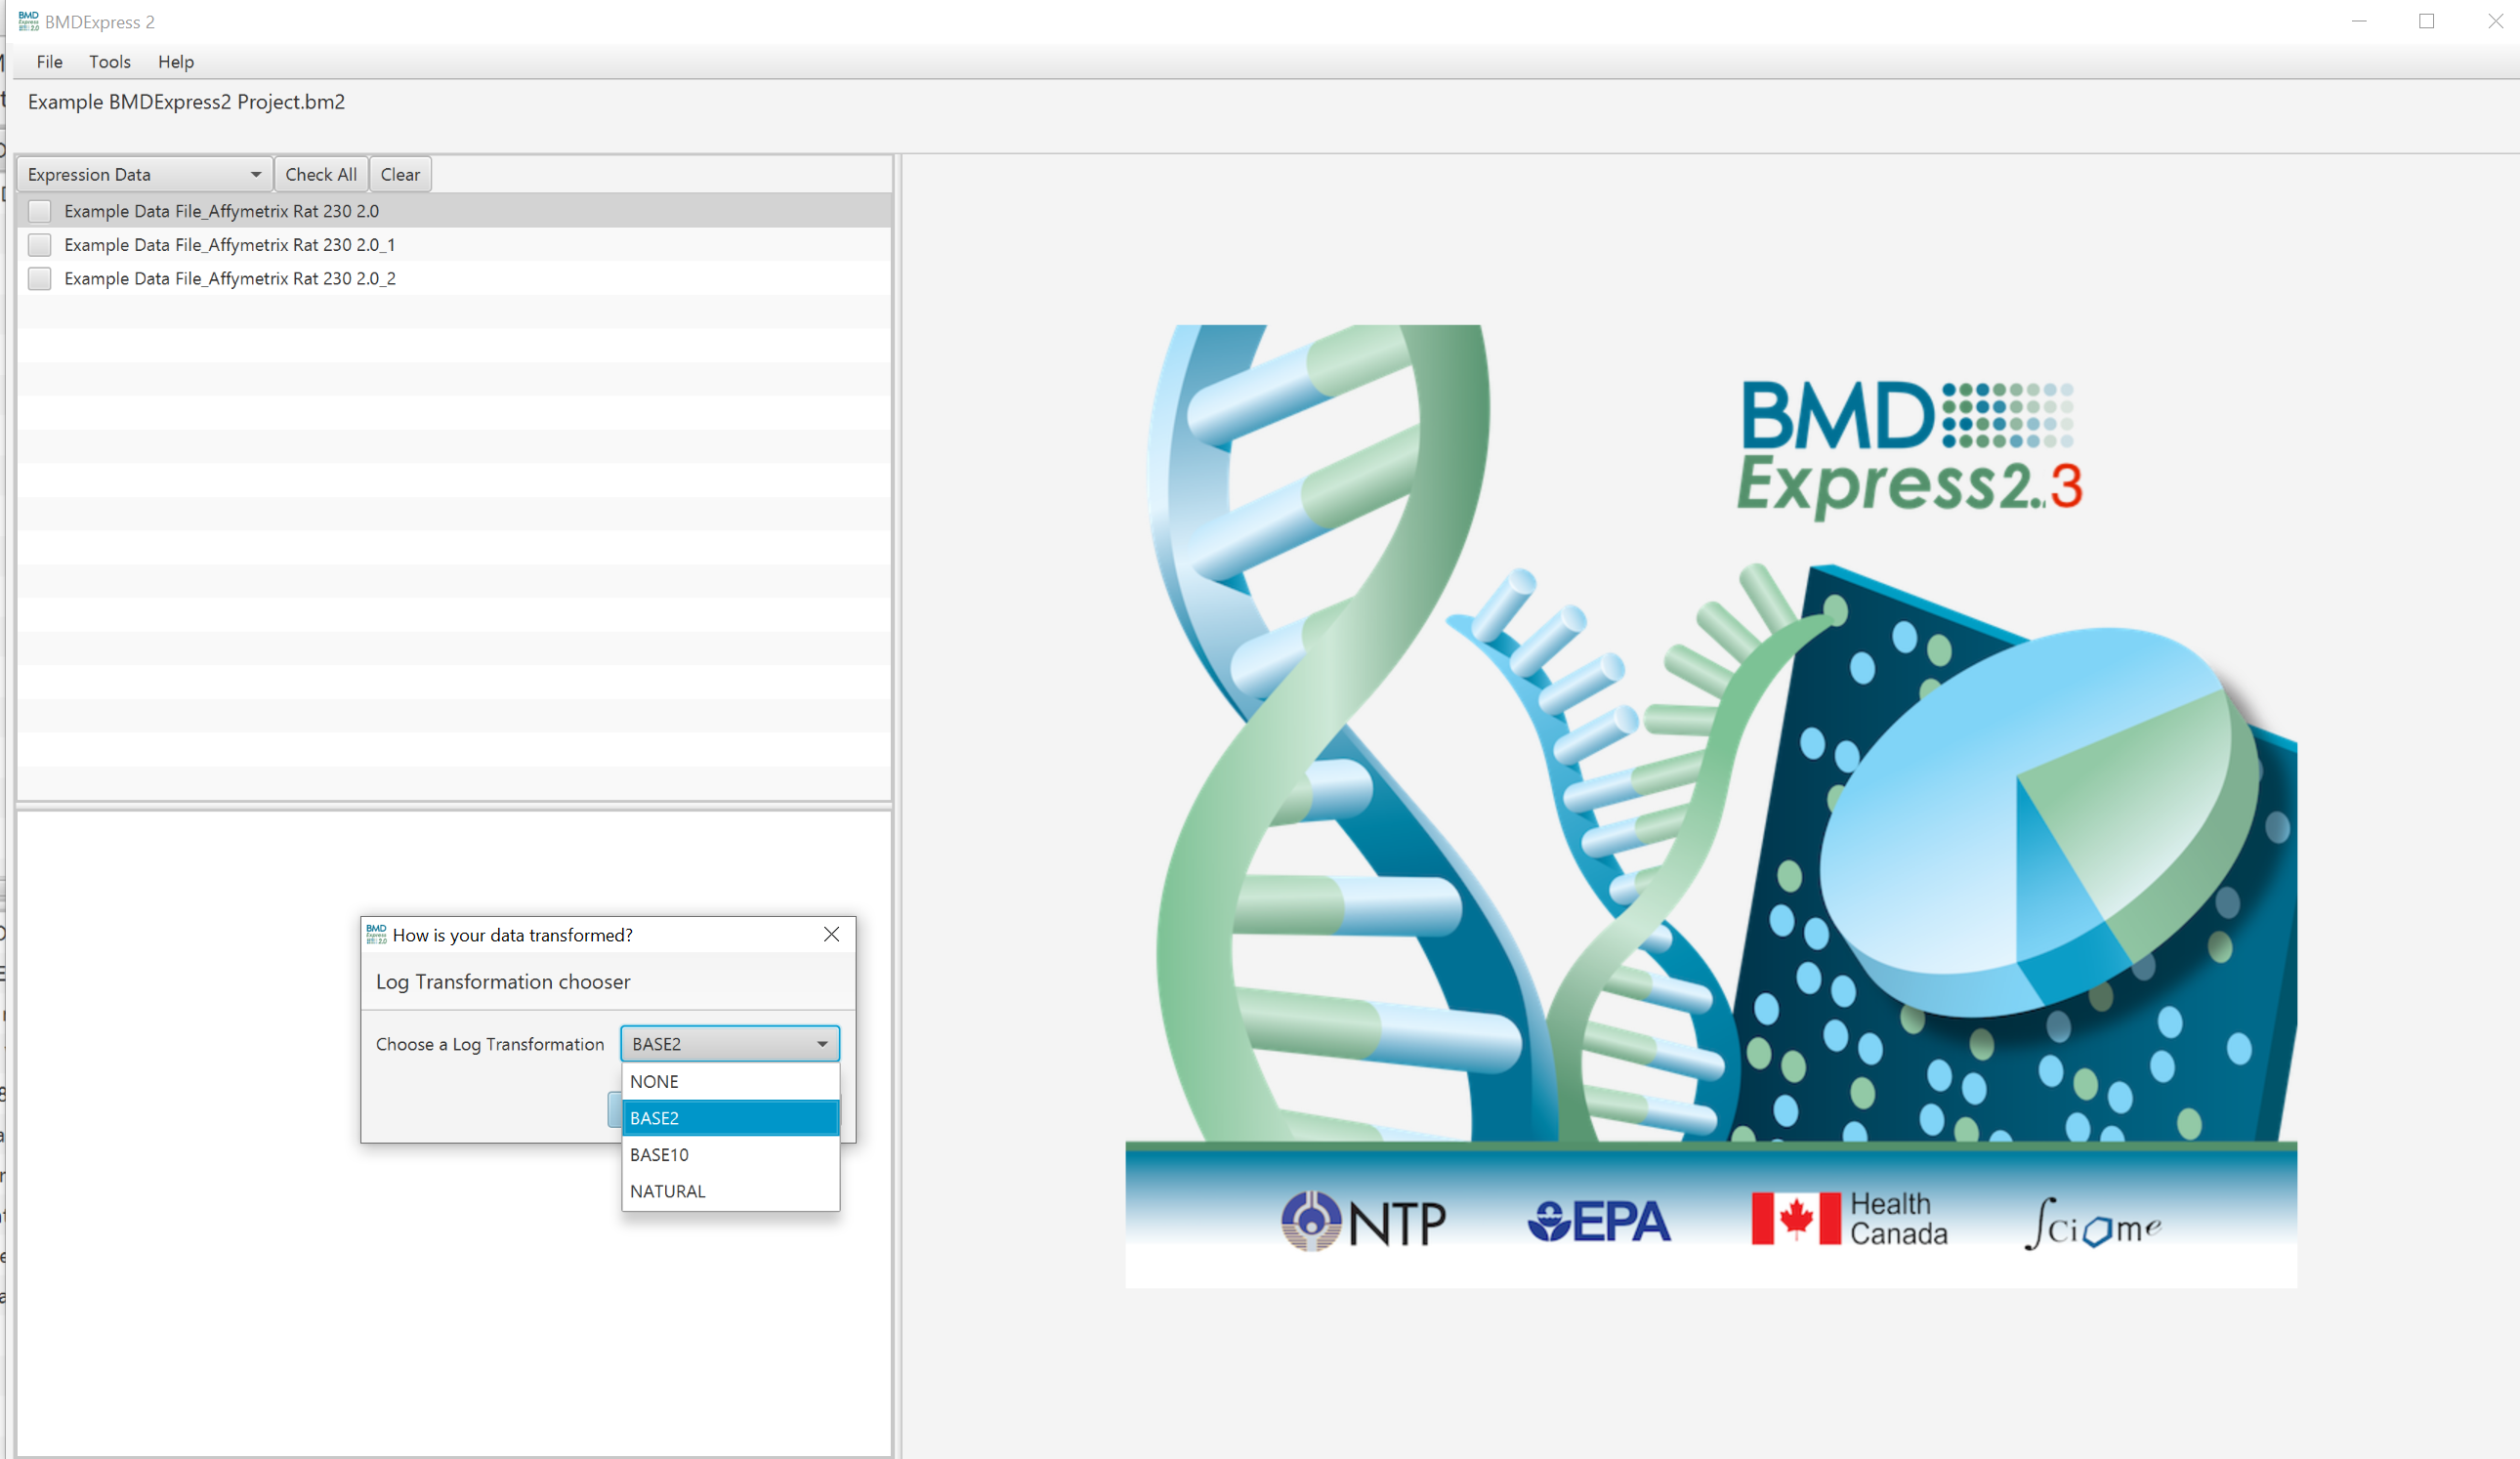 BMDExpress 2
File Tools Help
Example BMDExpress2 Project.bm2
Expression Data Check All Clear
Example Data File_Affymetrix Rat 230 2.0
Example Data File_Affymetrix Rat 230 2.0_1
Example Data File_Affymetrix Rat 230 2.0_2
BMD
Express2.3
How is your data transformed?
Log Transformation chooser
Choose a Log Transformation BASE2
NONE
BASE2
BASE10
NATURAL
NTP
EPA
Health
Canada
Sciome